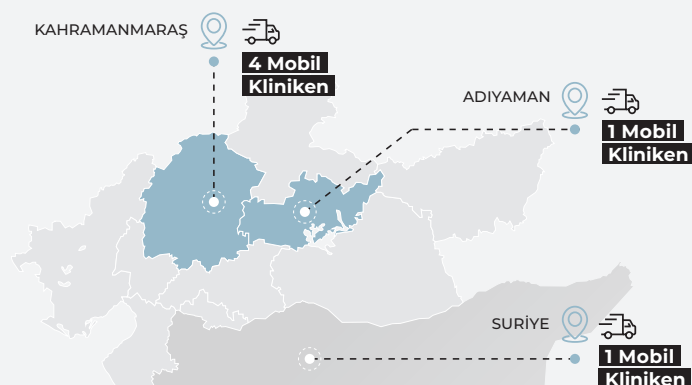 KAHRAMANMARAŞ
4 Mobil
Kliniken
ADIYAMAN
1 Mobil
Kliniken
SURİYE
1 Mobil
Kliniken